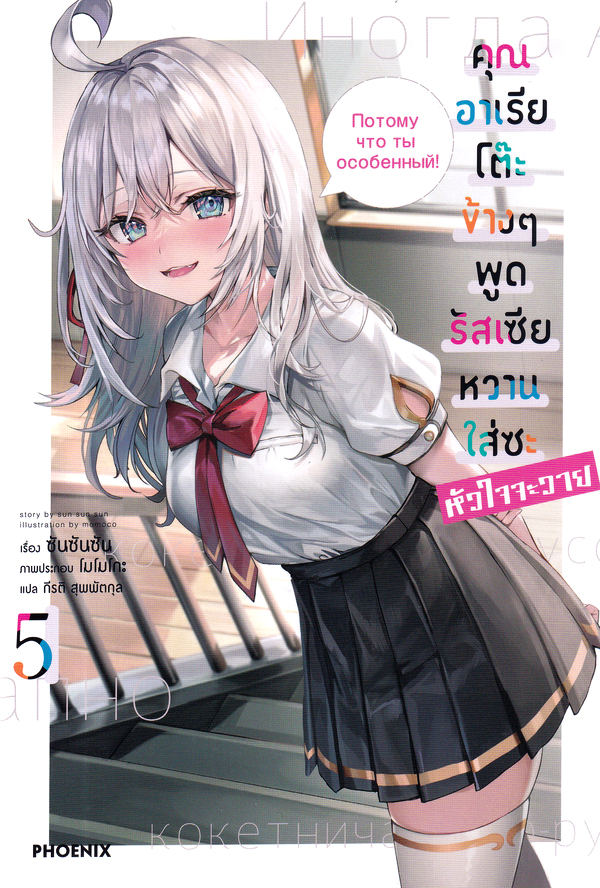 Иногда А
Потому
что ты
особенный!
คุณ
อาเรีย
โต๊ะ
ข้างๆ
พูด
รัสเซีย
หวาน
ใส่ซะ
หัวใจจะวาย
story by sun sun sun
illustration by momoco
เรื่อง ซันซันซัน
ภาพประกอบ โมโมโกะ
แปล กีรติ สุพพัตกุล
5
кокетнича
-ру
PHOENIX